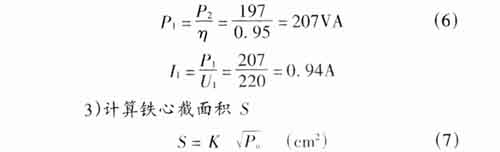 P₁ = P₂/η = 197/0.95 = 207VA (6)
I₁ = P₁/U₁ = 207/220 = 0.94A
3)计算铁心截面积 S
S = K √Pₒ (cm²) (7)